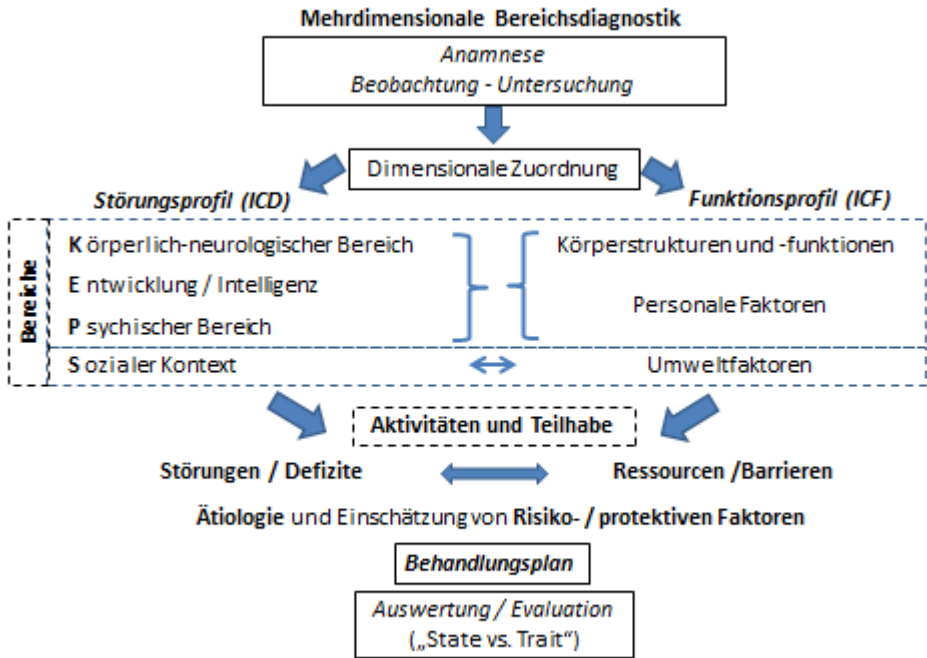 Mehrdimensionale Bereichsdiagnostik
Anamnese
Beobachtung - Untersuchung
Dimensionale Zuordnung
Störungsprofil (ICD)
Funktionsprofil (ICF)
Bereiche
Körperlich-neurologischer Bereich
Körperstrukturen und -funktionen
Entwicklung / Intelligenz
Personale Faktoren
Psychischer Bereich
Sozialer Kontext
Umweltfaktoren
Aktivitäten und Teilhabe
Störungen / Defizite
Ressourcen /Barrieren
Ätiologie und Einschätzung von Risiko- / protektiven Faktoren
Behandlungsplan
Auswertung / Evaluation
(„State vs. Trait“)